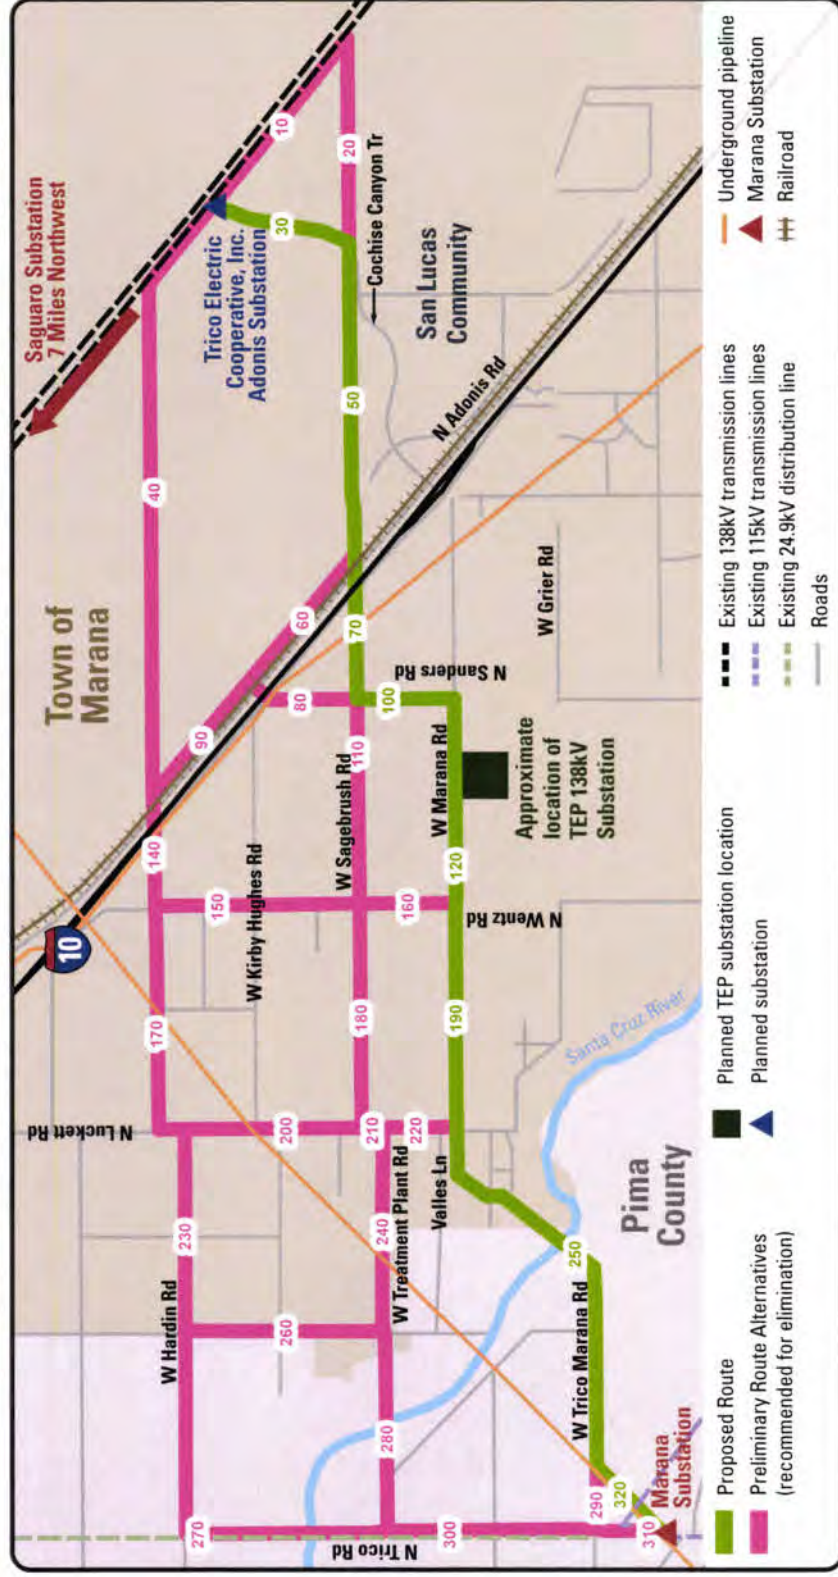 Saguaro Substation
7 Miles Northwest
Town of
Marana
Trico Electric
Cooperative, Inc.
Adonis Substation
10
20
30
40
50
Cochise Canyon Tr
San Lucas
Community
N Adonis Rd
60
70
80
90
100
N Sanders Rd
W Grier Rd
110
W Sagebrush Rd
W Marana Rd
Approximate
location of
TEP 138kV
Substation
120
140
150
160
W Kirby Hughes Rd
N Wentz Rd
10
170
180
190
Santa Cruz River
N Luckett Rd
200
210
220
Valles Ln
W Treatment Plant Rd
230
240
250
W Hardin Rd
260
Pima
County
W Trico Marana Rd
270
280
290
300
310
320
N Trico Rd
Marana
Substation
Proposed Route
Preliminary Route Alternatives
(recommended for elimination)
Planned TEP substation location
Planned substation
Existing 138kV transmission lines
Existing 115kV transmission lines
Existing 24.9kV distribution line
Roads
Underground pipeline
Marana Substation
Railroad